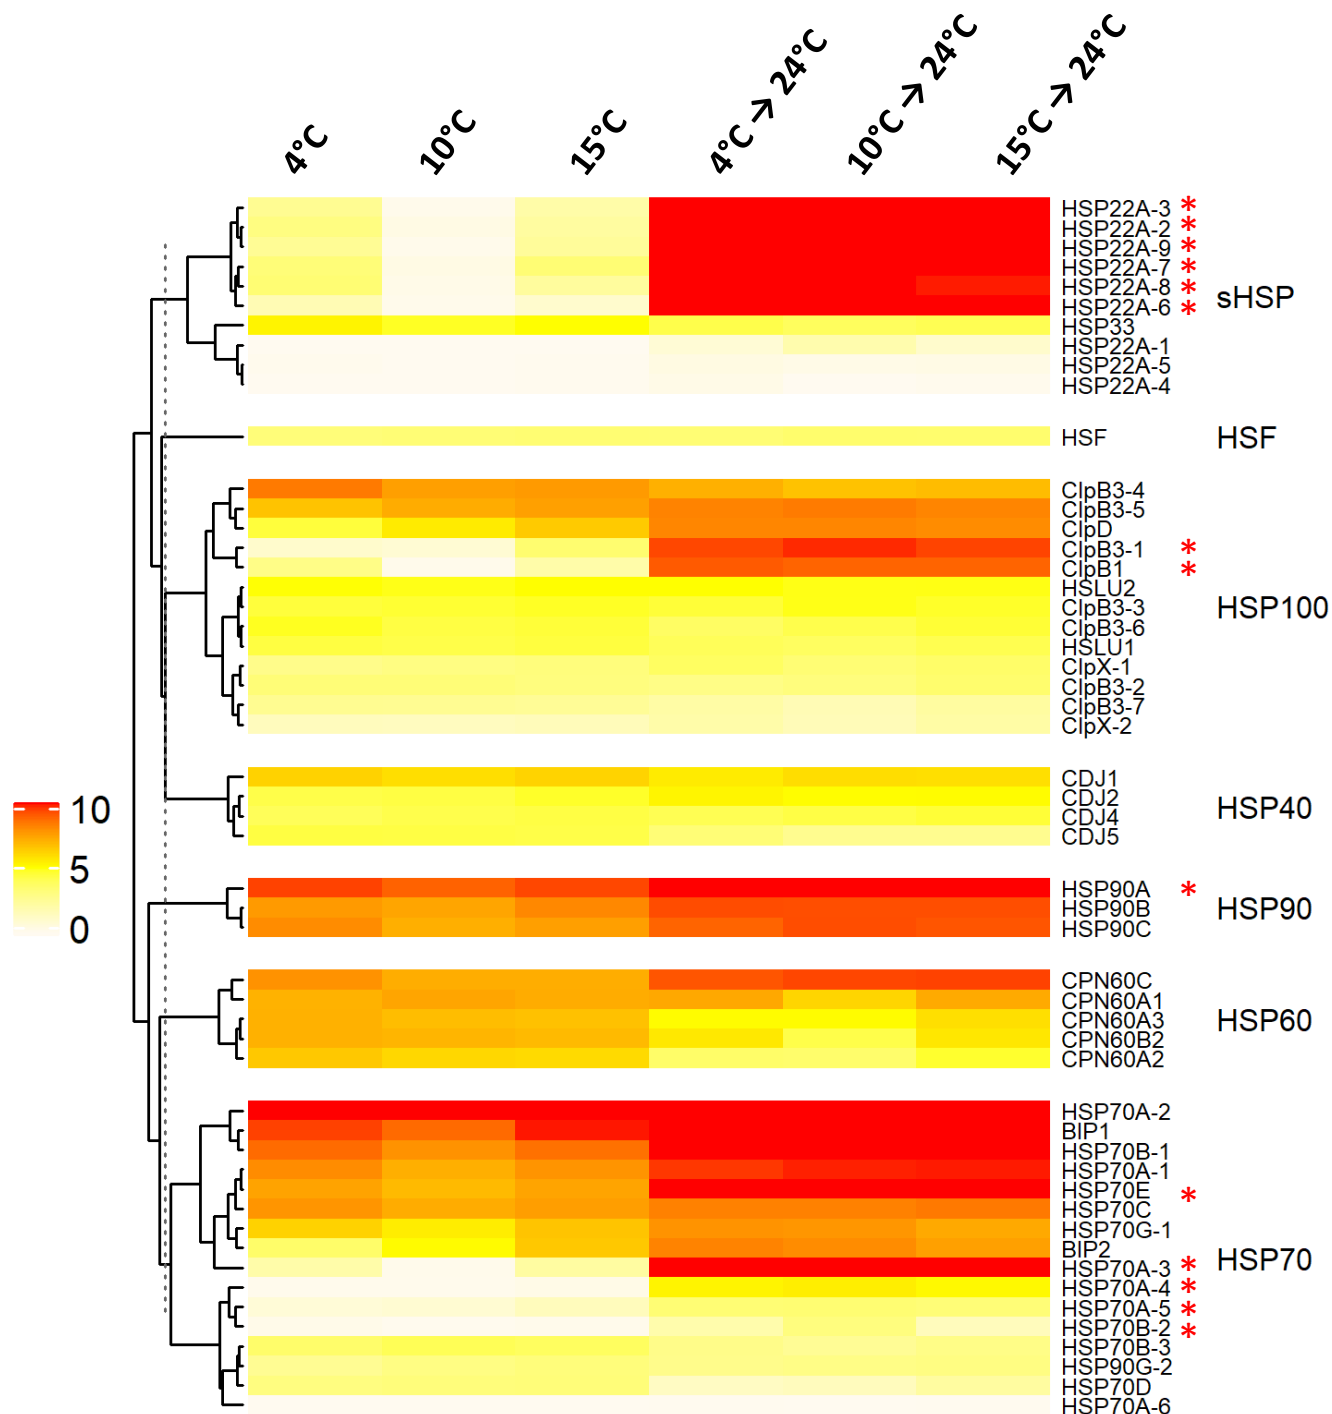 4°C 10°C 15°C 4°C → 24°C 10°C → 24°C 15°C → 24°C
HSP22A-3 *
HSP22A-2 *
HSP22A-9 *
HSP22A-7 *
HSP22A-8 *
sHSP
HSP22A-6 *
HSP33
HSP22A-1
HSP22A-5
HSP22A-4
HSF HSF
ClpB3-4
ClpB3-5
ClpD
ClpB3-1 *
ClpB1 *
HSLU2
ClpB3-3 HSP100
ClpB3-6
HSLU1
ClpX-1
ClpB3-2
ClpB3-7
ClpX-2
CDJ1
CDJ2
10
HSP40
CDJ4
CDJ5
5
HSP90A *
HSP90B HSP90
HSP90C
0
CPN60C
CPN60A1
CPN60A3 HSP60
CPN60B2
CPN60A2
HSP70A-2
BIP1
HSP70B-1
HSP70A-1
HSP70E *
HSP70C
HSP70G-1
BIP2
HSP70
HSP70A-3 *
HSP70A-4 *
HSP70A-5 *
HSP70B-2 *
HSP70B-3
HSP90G-2
HSP70D
HSP70A-6